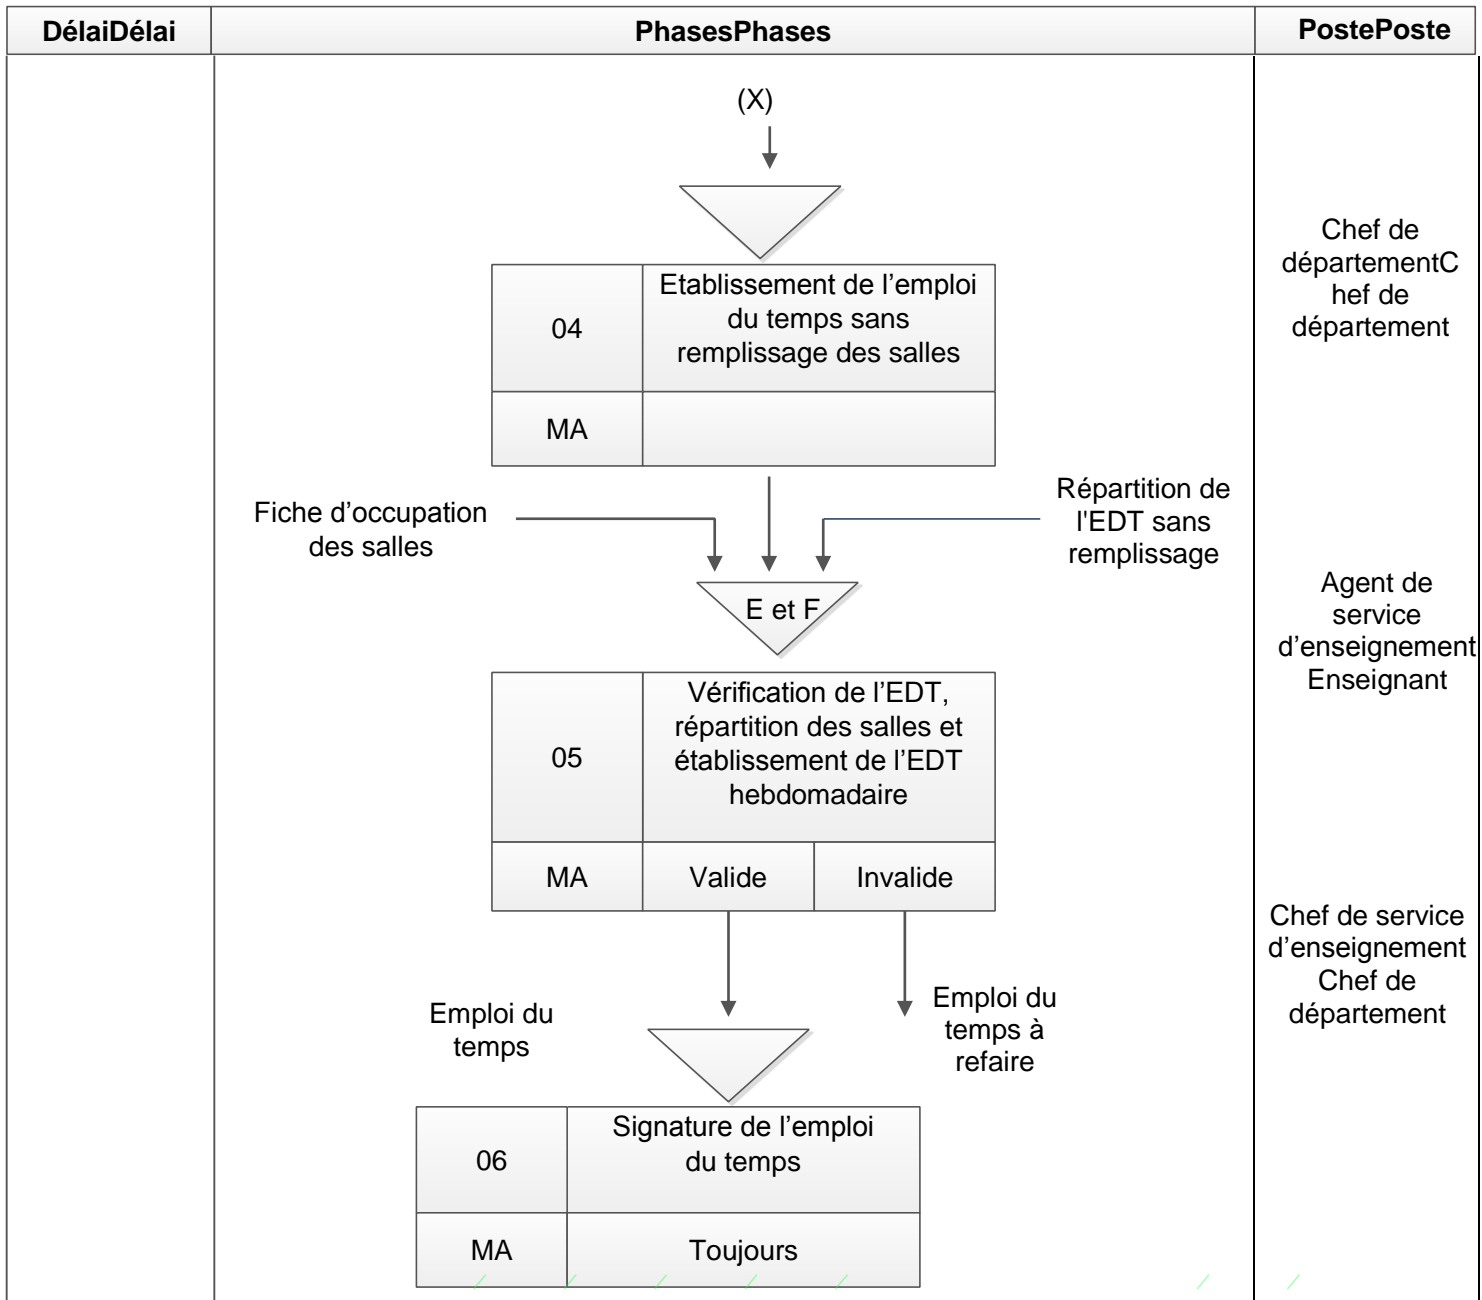 DélaiDélai
PhasesPhases
PostePoste
(X)
Chef de
départementC
hef de
département
04
Etablissement de l’emploi
du temps sans
remplissage des salles
MA
Fiche d’occupation
des salles
Répartition de
l'EDT sans
remplissage
E et F
Agent de
service
d’enseignement
Enseignant
05
Vérification de l’EDT,
répartition des salles et
établissement de l’EDT
hebdomadaire
MA
Valide
Invalide
Chef de service
d’enseignement
Chef de
département
Emploi du
temps
Emploi du
temps à
refaire
06
Signature de l’emploi
du temps
MA
Toujours